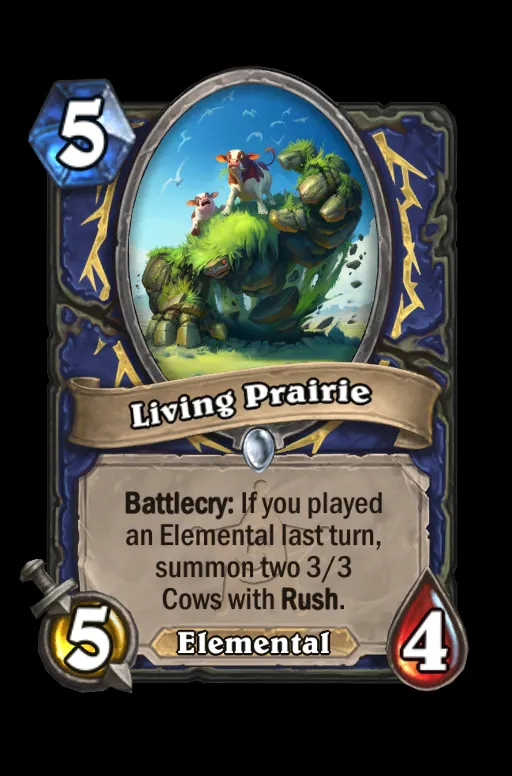 5
Living Prairie
Battlecry: If you played
an Elemental last turn,
summon two 3/3
Cows with Rush.
5
Elemental
4